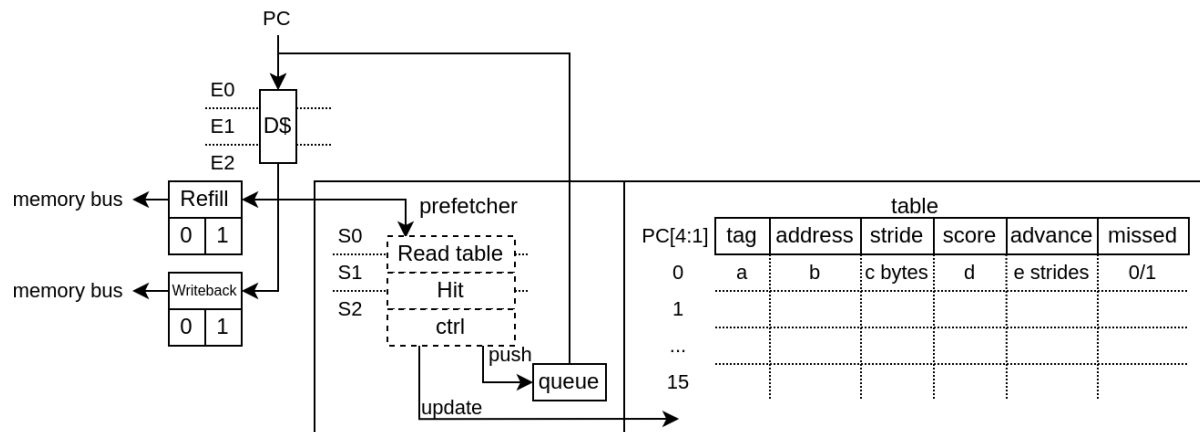 PC
E0
E1
D$
E2
memory bus
Refill
0 1
memory bus
Writeback
0 1
prefetcher
S0
Read table
S1
Hit
S2
ctrl
push
queue
update
table
PC[4:1] tag address stride score advance missed
0 a b c bytes d e strides 0/1
1
...
15